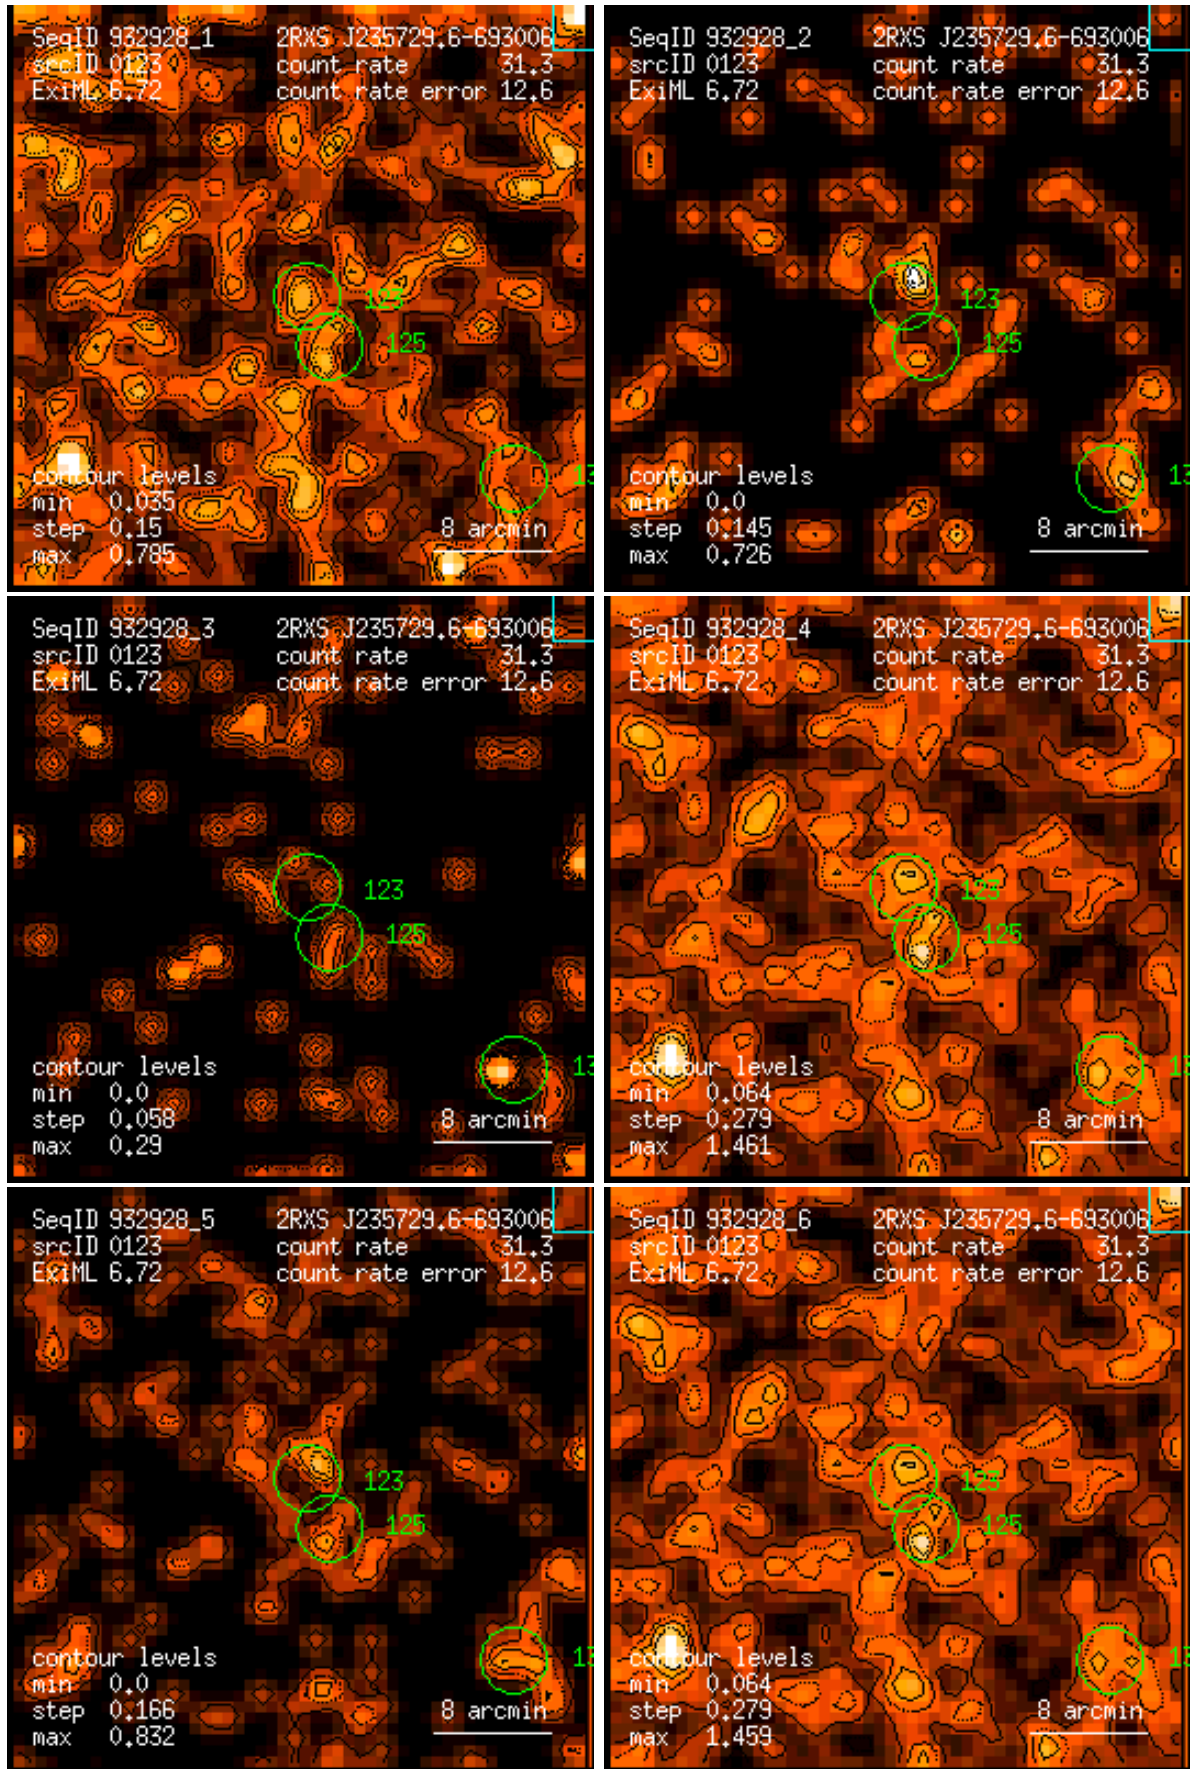 SeqID 932928_1 2RXS J235729.6-693006
srcID 0123 count rate 31.3
ExiML 6.72 count rate error 12.6
123
125
13
contour levels
min 0.035
step 0.15 8 arcmin
max 0.785
SeqID 932928_2 2RXS J235729.6-693006
srcID 0123 count rate 31.3
ExiML 6.72 count rate error 12.6
123
125
13
contour levels
min 0.0
step 0.145 8 arcmin
max 0.726
SeqID 932928_3 2RXS J235729.6-693006
srcID 0123 count rate 31.3
ExiML 6.72 count rate error 12.6
123
125
13
contour levels
min 0.0
step 0.058 8 arcmin
max 0.29
SeqID 932928_4 2RXS J235729.6-693006
srcID 0123 count rate 31.3
ExiML 6.72 count rate error 12.6
123
125
13
contour levels
min 0.064
step 0.279 8 arcmin
max 1.461
SeqID 932928_5 2RXS J235729.6-693006
srcID 0123 count rate 31.3
ExiML 6.72 count rate error 12.6
123
125
13
contour levels
min 0.0
step 0.166 8 arcmin
max 0.832
SeqID 932928_6 2RXS J235729.6-693006
srcID 0123 count rate 31.3
ExiML 6.72 count rate error 12.6
123
125
13
contour levels
min 0.064
step 0.279 8 arcmin
max 1.459